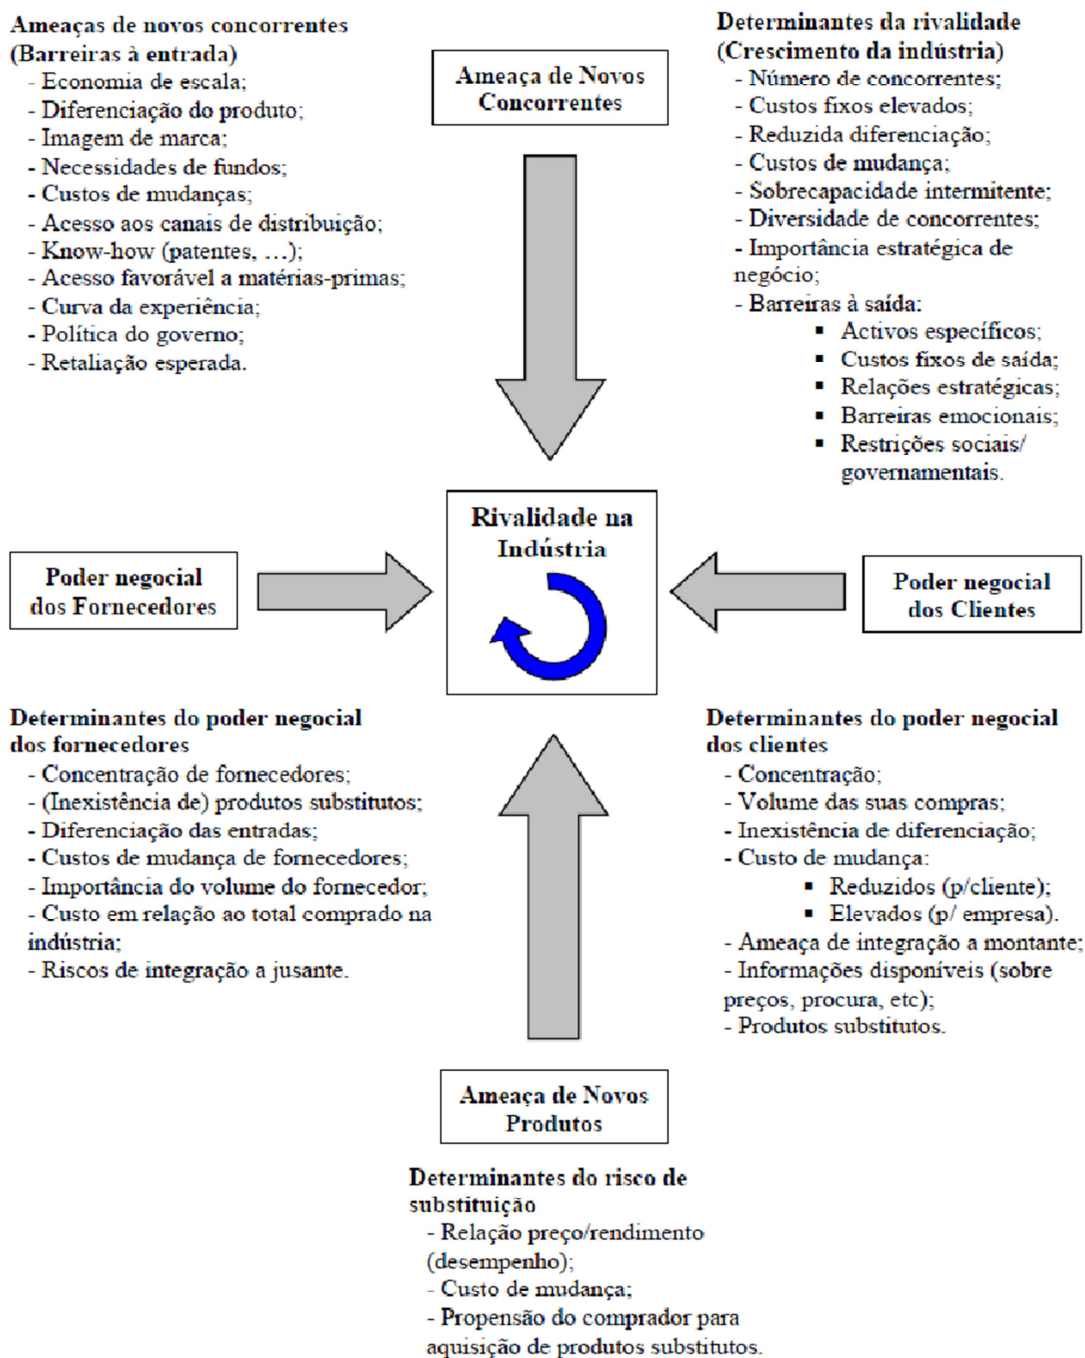 Ameaças de novos concorrentes
(Barreiras à entrada)
- Economia de escala;
- Diferenciação do produto;
- Imagem de marca;
- Necessidades de fundos;
- Custos de mudanças;
- Acesso aos canais de distribuição;
- Know-how (patentes, …);
- Acesso favorável a matérias-primas;
- Curva da experiência;
- Política do governo;
- Retaliação esperada.
Ameaça de Novos
Concorrentes
Determinantes da rivalidade
(Crescimento da indústria)
- Número de concorrentes;
- Custos fixos elevados;
- Reduzida diferenciação;
- Custos de mudança;
- Sobrecapacidade intermitente;
- Diversidade de concorrentes;
- Importância estratégica de
negócio;
- Barreiras à saída:
▪ Activos específicos;
▪ Custos fixos de saída;
▪ Relações estratégicas;
▪ Barreiras emocionais;
▪ Restrições sociais/
governamentais.
Poder negocial
dos Fornecedores
Rivalidade na
Indústria
Poder negocial
dos Clientes
Determinantes do poder negocial
dos fornecedores
- Concentração de fornecedores;
- (Inexistência de) produtos substitutos;
- Diferenciação das entradas;
- Custos de mudança de fornecedores;
- Importância do volume do fornecedor;
- Custo em relação ao total comprado na
indústria;
- Riscos de integração a jusante.
Determinantes do poder negocial
dos clientes
- Concentração;
- Volume das suas compras;
- Inexistência de diferenciação;
- Custo de mudança:
▪ Reduzidos (p/cliente);
▪ Elevados (p/ empresa).
- Ameaça de integração a montante;
- Informações disponíveis (sobre
preços, procura, etc);
- Produtos substitutos.
Ameaça de Novos
Produtos
Determinantes do risco de
substituição
- Relação preço/rendimento
(desempenho);
- Custo de mudança;
- Propensão do comprador para
aquisição de produtos substitutos.